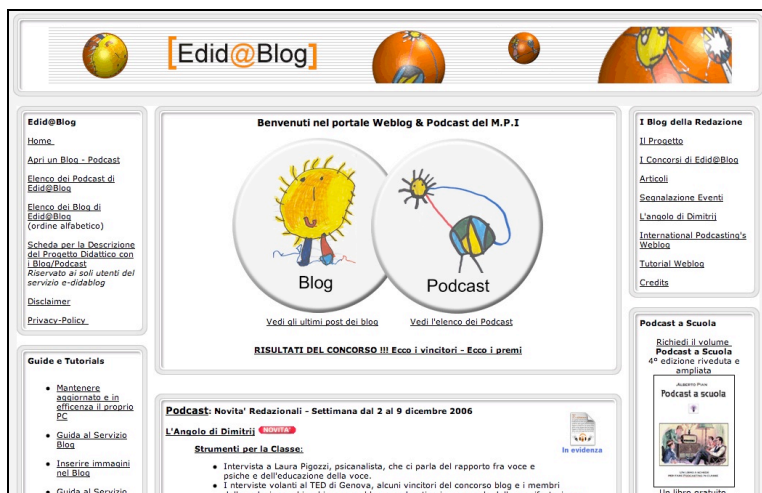 [Edid@Blog]
Edid@Blog
Home
Apri un Blog - Podcast
Elenco dei Podcast di
Edid@Blog
Elenco dei Blog di
Edid@Blog
(ordine alfabetico)
Scheda per la Descrizione
del Progetto Didattico con
i Blog/Podcast
Riservato ai soli utenti del
servizio e-didablog
Disclaimer
Privacy-Policy
Guide e Tutorials
Mantenere
aggiornato e in
efficenza il proprio
PC
Guida al Servizio
Blog
Inserire immagini
nel Blog
Guida al Servizio
Benvenuti nel portale Weblog & Podcast del M.P.I
Blog
Podcast
Vedi gli ultimi post dei blog
Vedi l'elenco dei Podcast
RISULTATI DEL CONCORSO !!! Ecco i vincitori - Ecco i premi
Podcast: Novita' Redazionali - Settimana dal 2 al 9 dicembre 2006
L'Angolo di Dimitrij NOVITA'
In evidenza
Strumenti per la Classe:
Intervista a Laura Pigozzi, psicanalista, che ci parla del rapporto fra voce e
psiche e dell'educazione della voce.
I nterviste volanti al TED di Genova, alcuni vincitori del concorso blog e i membri
I Blog della Redazione
Il Progetto
I Concorsi di Edid@Blog
Articoli
Segnalazione Eventi
L'angolo di Dimitrij
International Podcasting's
Weblog
Tutorial Weblog
Credits
Podcast a Scuola
Richiedi il volume
Podcast a Scuola
4° edizione riveduta e
ampliata
Podcast a scuola
Un libro gratuito